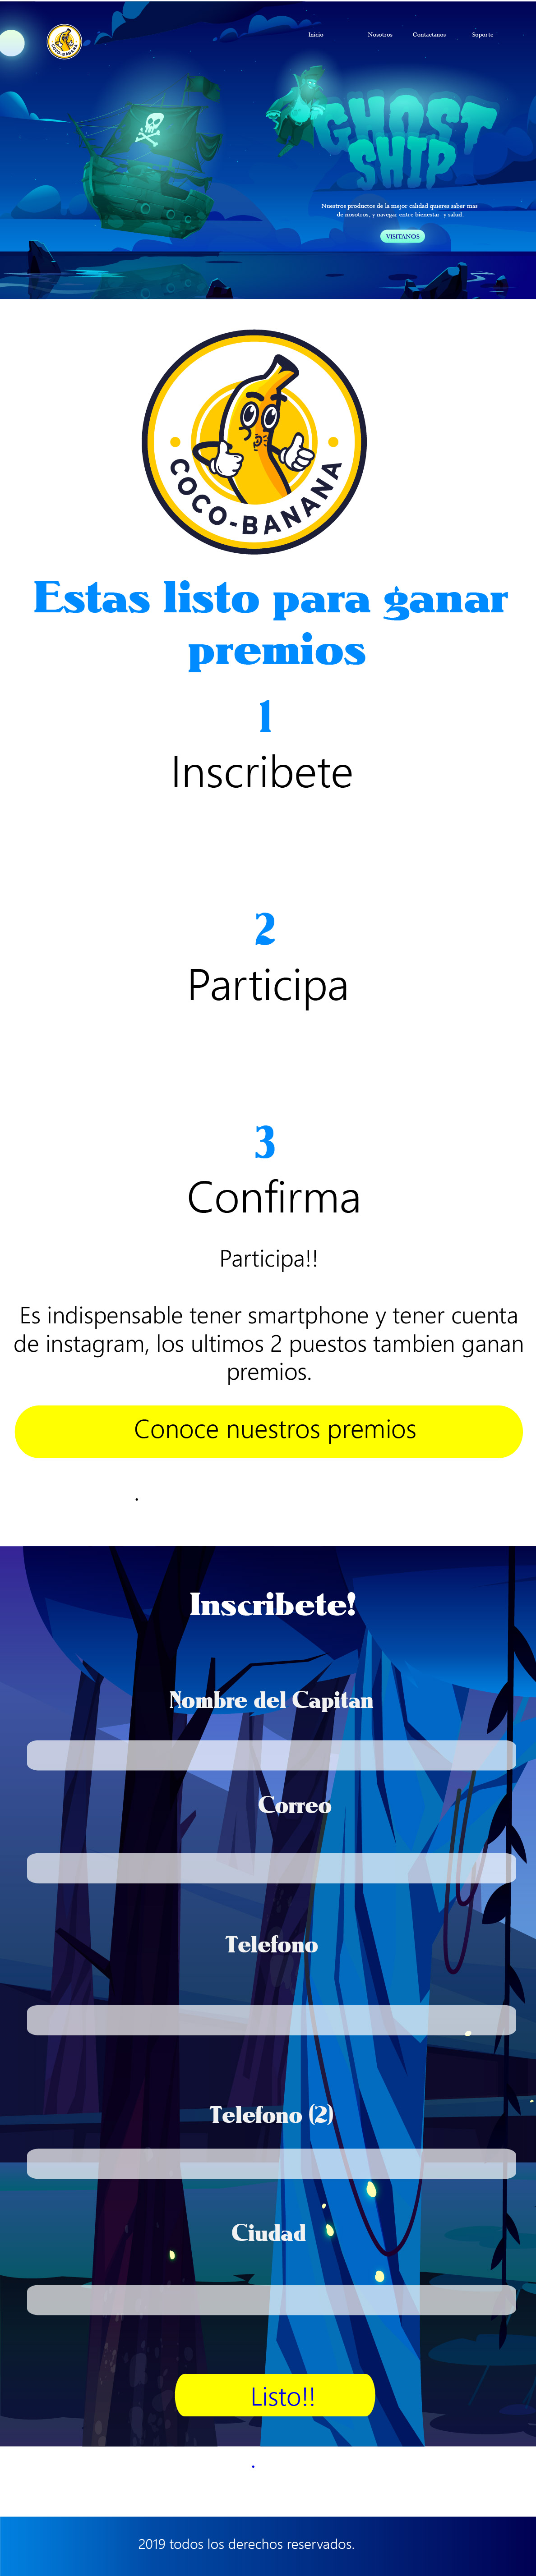 COCO-BANANA
Inicio Nosotros Contactanos Soporte
GHOST
SHIP
Nuestros productos de la mejor calidad quieres saber mas
de nosotros, y navegar entre bienestar y salud.
VISITANOS
COCO-BANANA
Estas listo para ganar
premios
1
Inscribete
2
Participa
3
Confirma
Participa!!
Es indispensable tener smartphone y tener cuenta
de instagram, los ultimos 2 puestos tambien ganan
premios.
Conoce nuestros premios
.
Inscribete!
Nombre del Capitan
Correo
Telefono
Telefono (2)
Ciudad
Listo!!
.
2019 todos los derechos reservados.